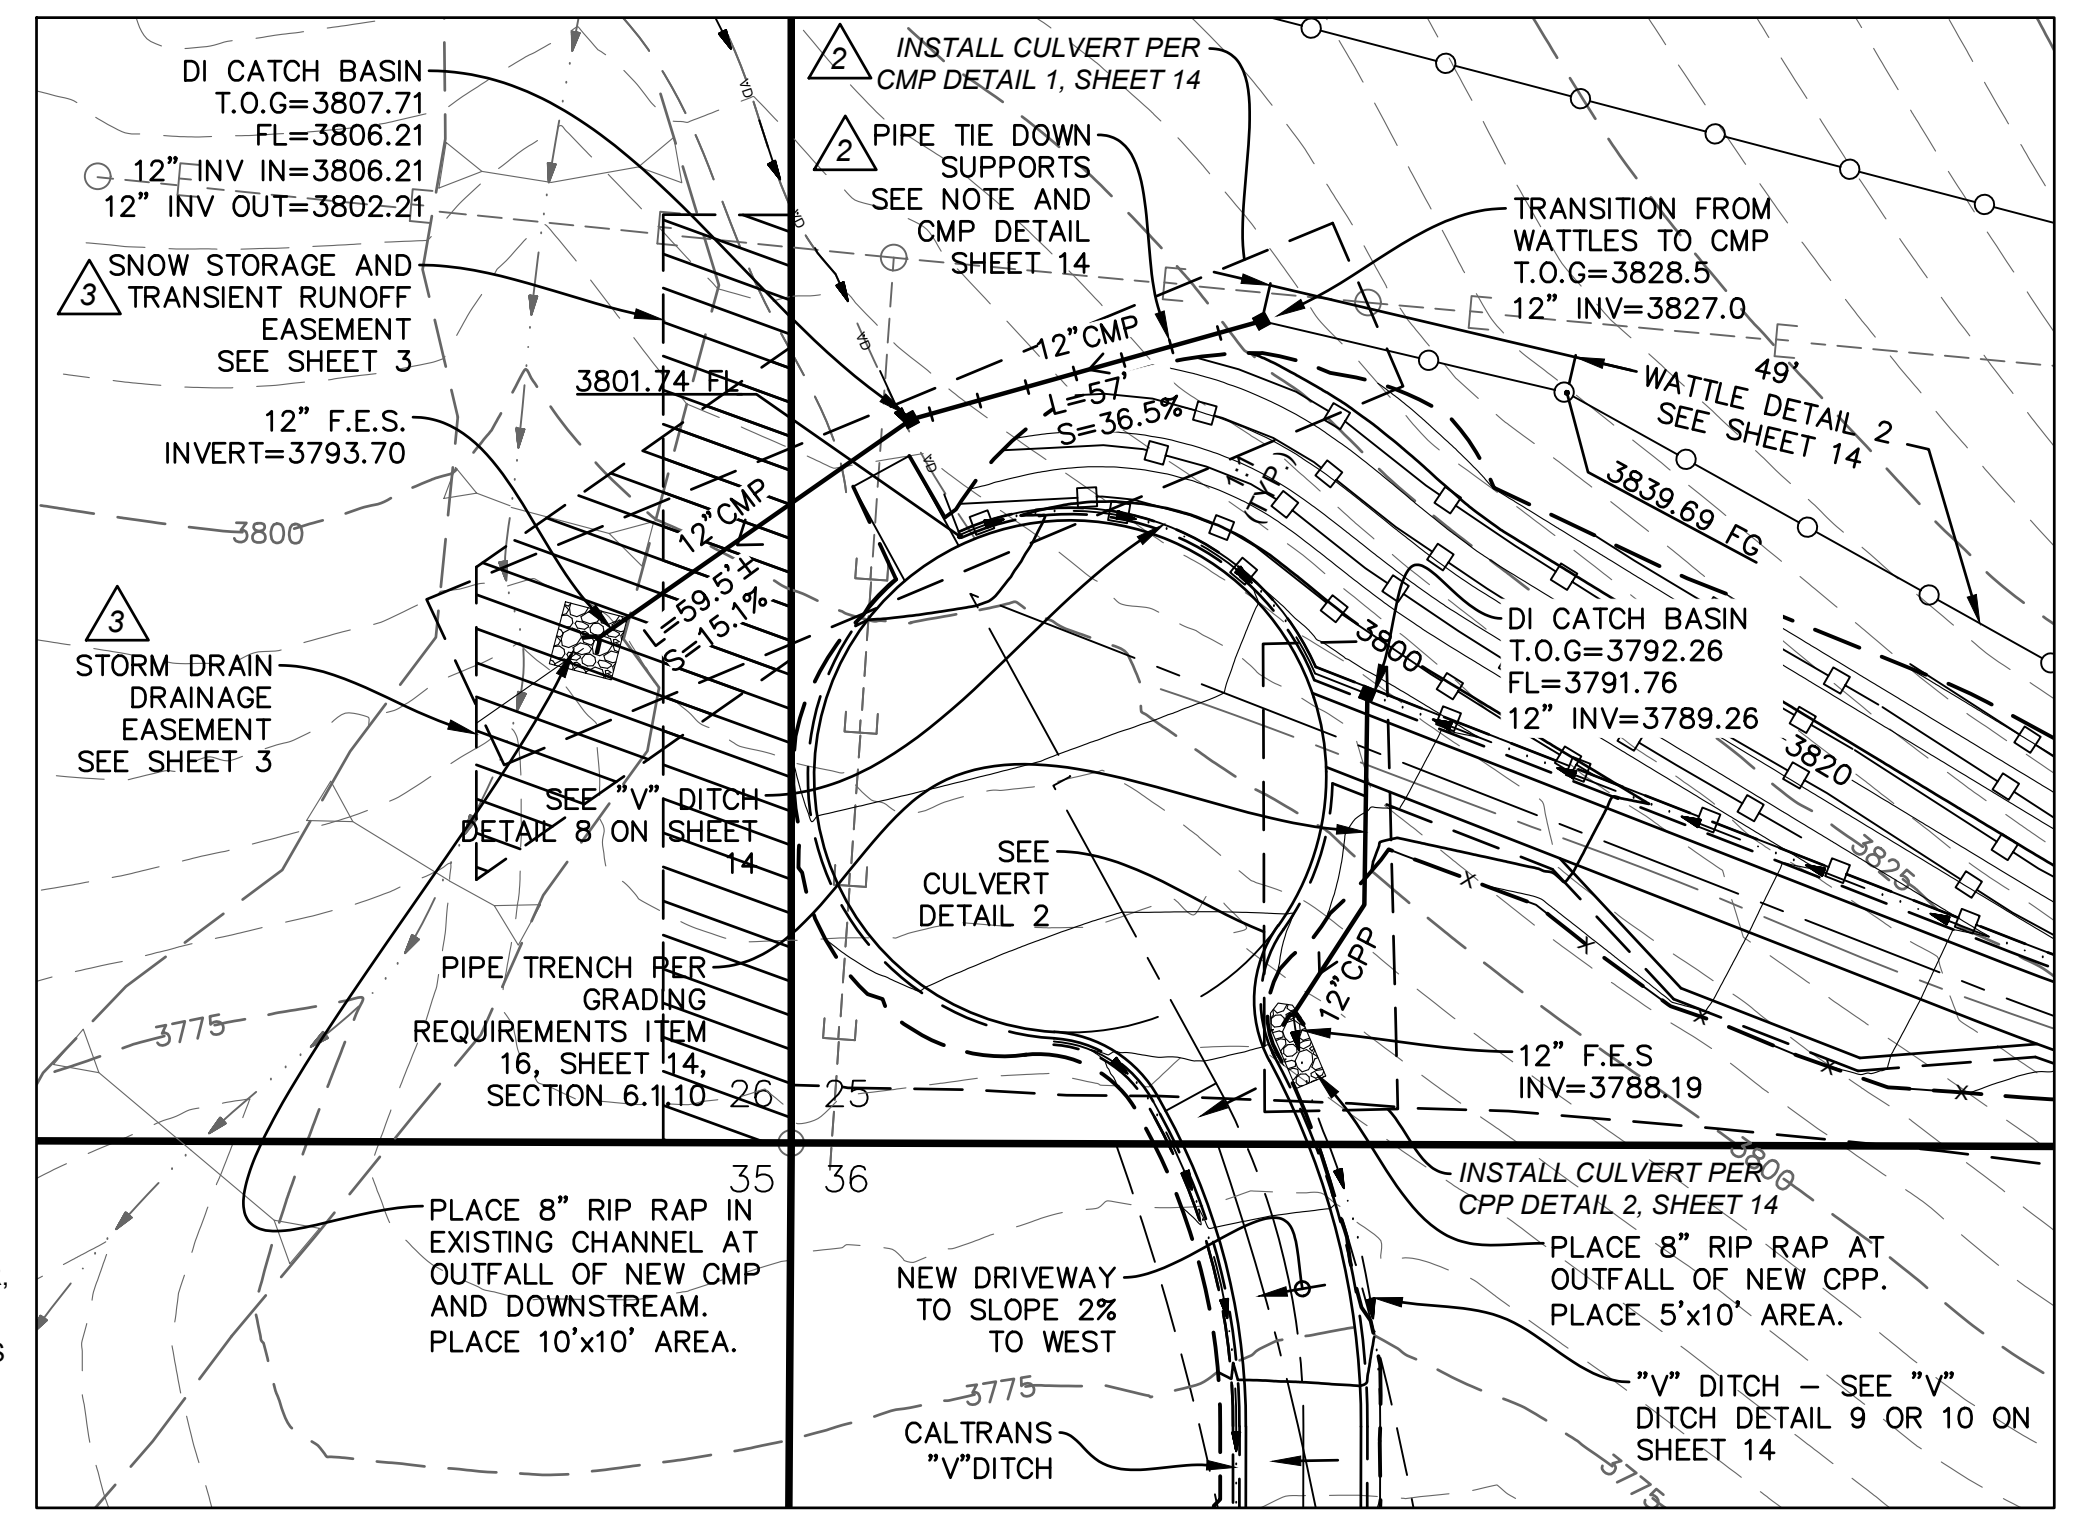 DI CATCH BASIN
T.O.G=3807.71
FL=3806.21
12” INV IN=3806.21
12” INV OUT=3802.21
3
SNOW STORAGE AND
TRANSIENT RUNOFF
EASEMENT
SEE SHEET 3
3801.74 FL
12” F.E.S.
INVERT=3793.70
3800
3
STORM DRAIN
DRAINAGE
EASEMENT
SEE SHEET 3
12”CMP
L=59.5’±
S=15.1%
SEE ”V” DITCH
DETAIL 8 ON SHEET
14
PIPE TRENCH PER
GRADING
REQUIREMENTS ITEM
16, SHEET 14,
SECTION 6.1.10
3775
26
25
35
36
PLACE 8” RIP RAP IN
EXISTING CHANNEL AT
OUTFALL OF NEW CMP
AND DOWNSTREAM.
PLACE 10’x10’ AREA.
2
INSTALL CULVERT PER
CMP DETAIL 1, SHEET 14
2
PIPE TIE DOWN
SUPPORTS
SEE NOTE AND
CMP DETAIL
SHEET 14
TRANSITION FROM
WATTLES TO CMP
T.O.G=3828.5
12” INV=3827.0
12”CMP
L=57’
S=36.5%
49’
WATTLE DETAIL 2
SEE SHEET 14
3839.69 FG
1:1
(TYP.)
3800
DI CATCH BASIN
T.O.G=3792.26
FL=3791.76
12” INV=3789.26
3820
3825
SEE
CULVERT
DETAIL 2
12”CPP
12” F.E.S
INV=3788.19
3800
INSTALL CULVERT PER
CPP DETAIL 2, SHEET 14
PLACE 8” RIP RAP AT
OUTFALL OF NEW CPP.
PLACE 5’x10’ AREA.
NEW DRIVEWAY
TO SLOPE 2%
TO WEST
3775
CALTRANS
”V”DITCH
”V” DITCH – SEE ”V”
DITCH DETAIL 9 OR 10 ON
SHEET 14
3775
E
E
E
E
E
E
E
E
E
E